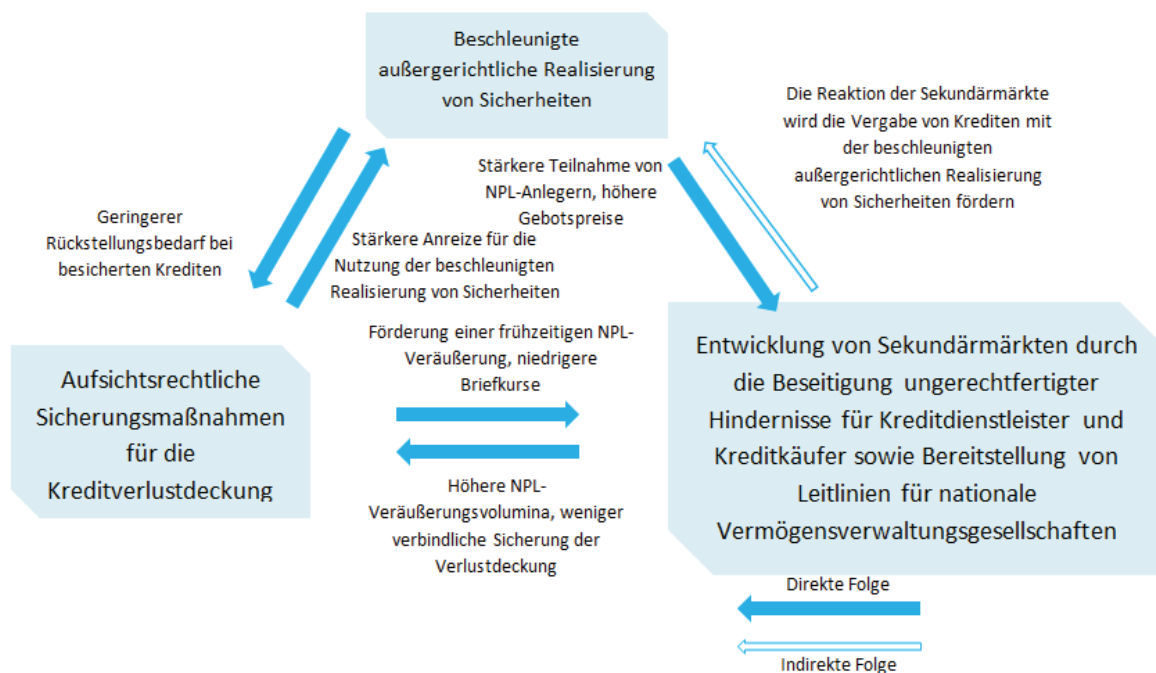 Beschleunigte
außergerichtliche Realisierung
von Sicherheiten
Die Reaktion der Sekundärmärkte
wird die Vergabe von Krediten mit
der beschleunigten
außergerichtlichen Realisierung
von Sicherheiten fördern
Stärkere Teilnahme von
NPL-Anlegern, höhere
Gebotspreise
Geringerer
Rückstellungsbedarf bei
besicherten Krediten
Stärkere Anreize für die
Nutzung der beschleunigten
Realisierung von Sicherheiten
Förderung einer frühzeitigen NPL-
Veräußerung, niedrigere
Briefkurse
Aufsichtsrechtliche
Sicherungsmaßnahmen
für die
Kreditverlustdeckung
Entwicklung von Sekundärmärkten durch
die Beseitigung ungerechtfertigter
Hindernisse für Kreditdienstleister und
Kreditkäufer sowie Bereitstellung von
Leitlinien für nationale
Vermögensverwaltungsgesellschaften
Höhere NPL-
Veräußerungsvolumina, weniger
verbindliche Sicherung der
Verlustdeckung
Direkte Folge
Indirekte Folge